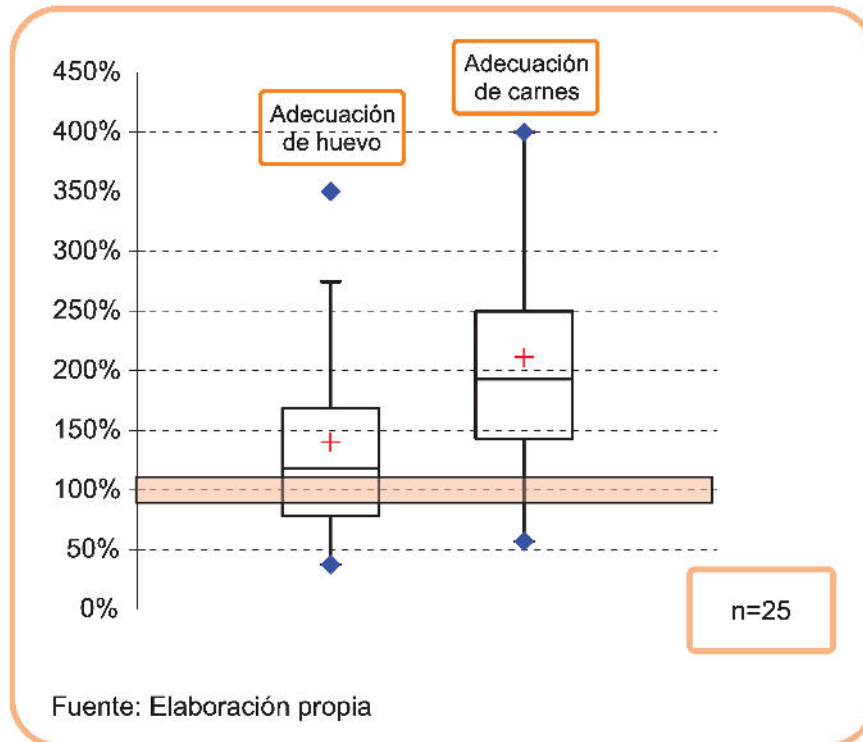 Adecuación
de carnes
Adecuación
de huevo
450%
400%
350%
300%
250%
200%
150%
100%
50%
0%
n=25
Fuente: Elaboración propia